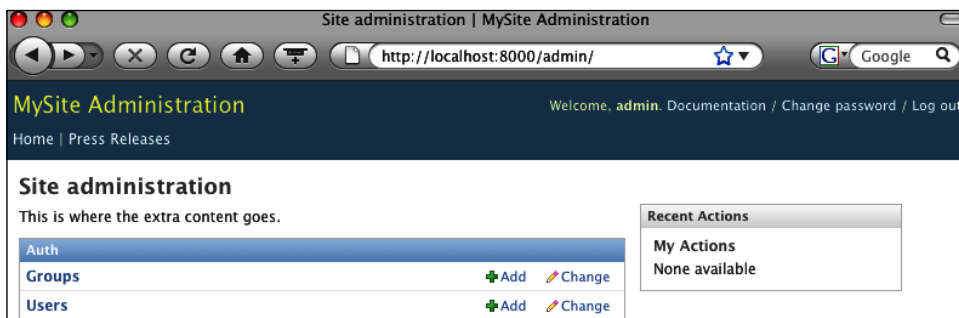 Site administration | MySite Administration
http://localhost:8000/admin/
G Google
MySite Administration
Welcome, admin. Documentation / Change password / Log out
Home | Press Releases
Site administration
This is where the extra content goes.
Auth
Groups Add Change
Users Add Change
Recent Actions
My Actions
None available